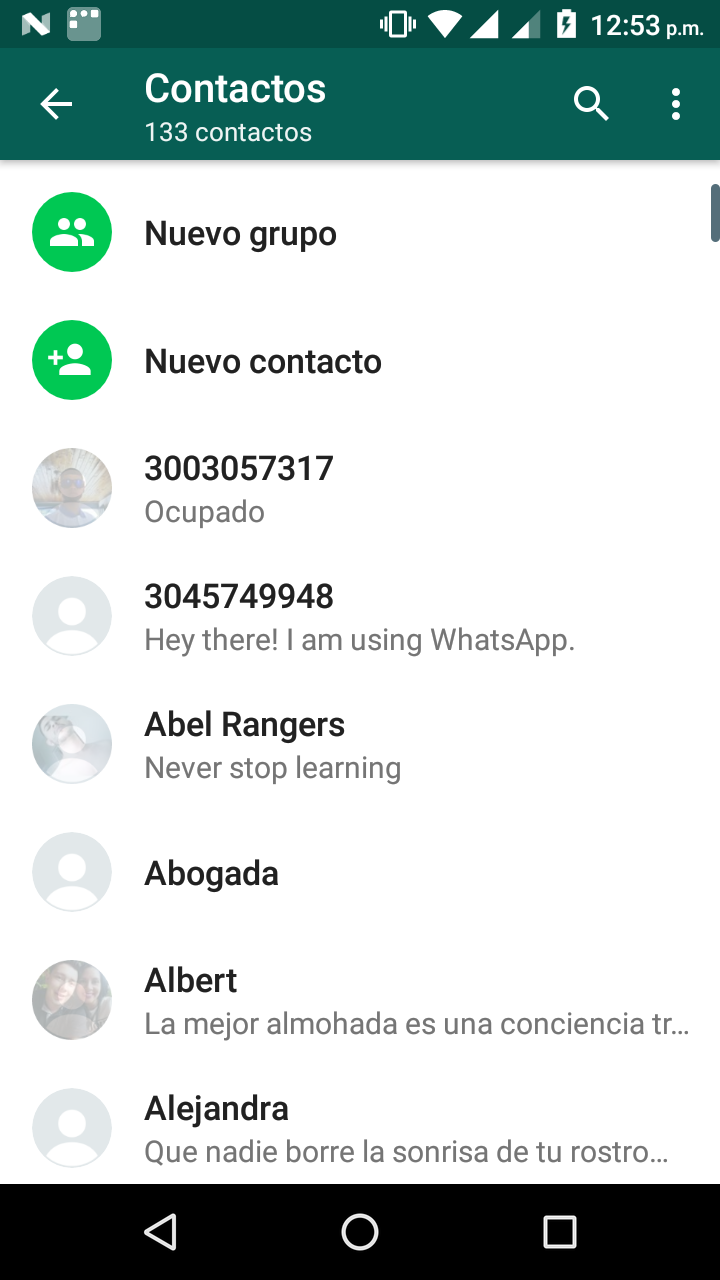 12:53 p.m.
Contactos
133 contactos
Nuevo grupo
Nuevo contacto
3003057317
Ocupado
3045749948
Hey there! I am using WhatsApp.
Abel Rangers
Never stop learning
Abogada
Albert
La mejor almohada es una conciencia tr...
Alejandra
Que nadie borre la sonrisa de tu rostro...